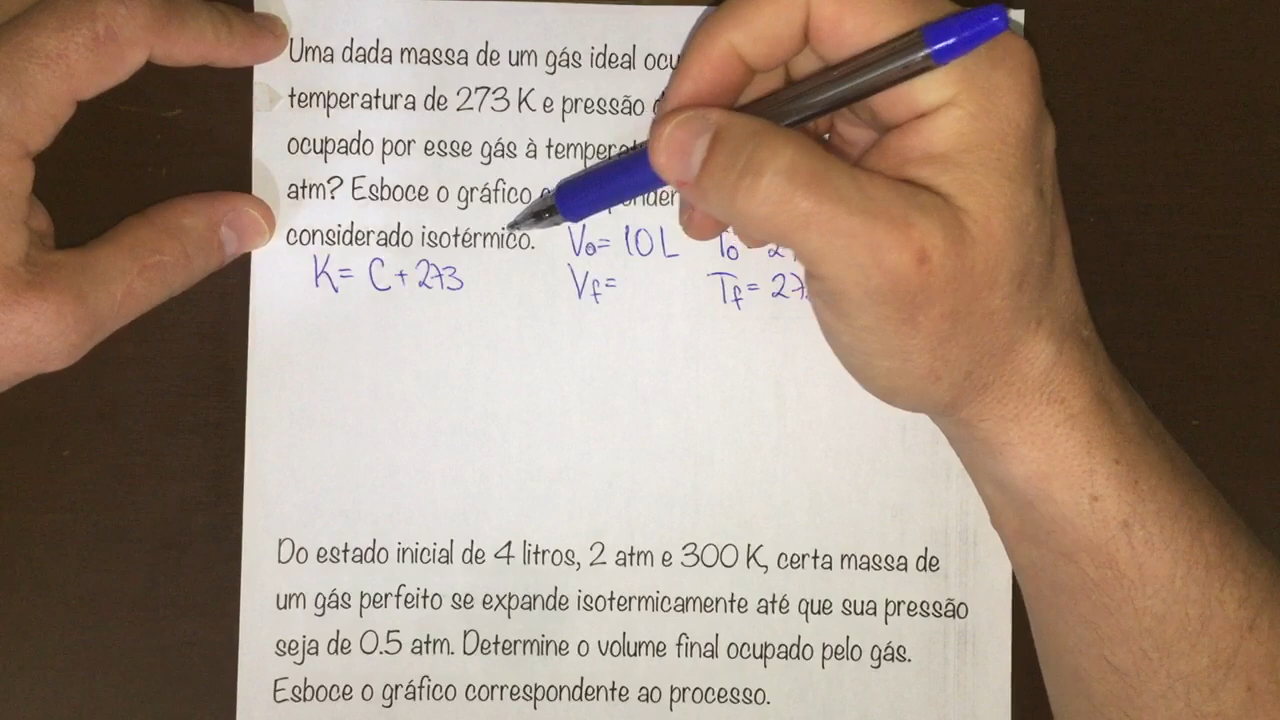 Uma dada massa de um gás ideal
temperatura de 273 K e pressão
ocupado por esse gás à
atm? Esboce o gráfico
considerado isotérmico. V₀= 10 L
K= C + 273 Vf= Tf=
Do estado inicial de 4 litros, 2 atm e 300 K, certa massa de
um gás perfeito se expande isotermicamente até que sua pressão
seja de 0.5 atm. Determine o volume final ocupado pelo gás.
Esboce o gráfico correspondente ao processo.